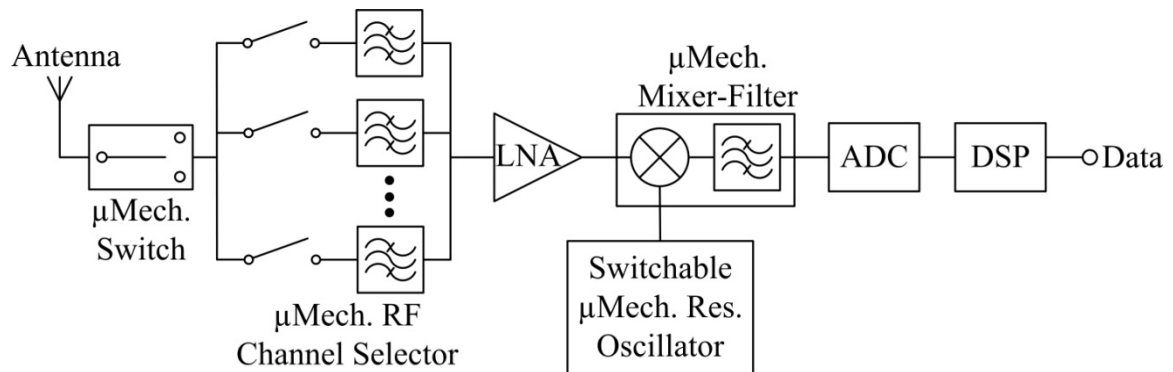 Antenna
µMech.
Switch
µMech. RF
Channel Selector
LNA
µMech.
Mixer-Filter
Switchable
µMech. Res.
Oscillator
ADC
DSP
Data